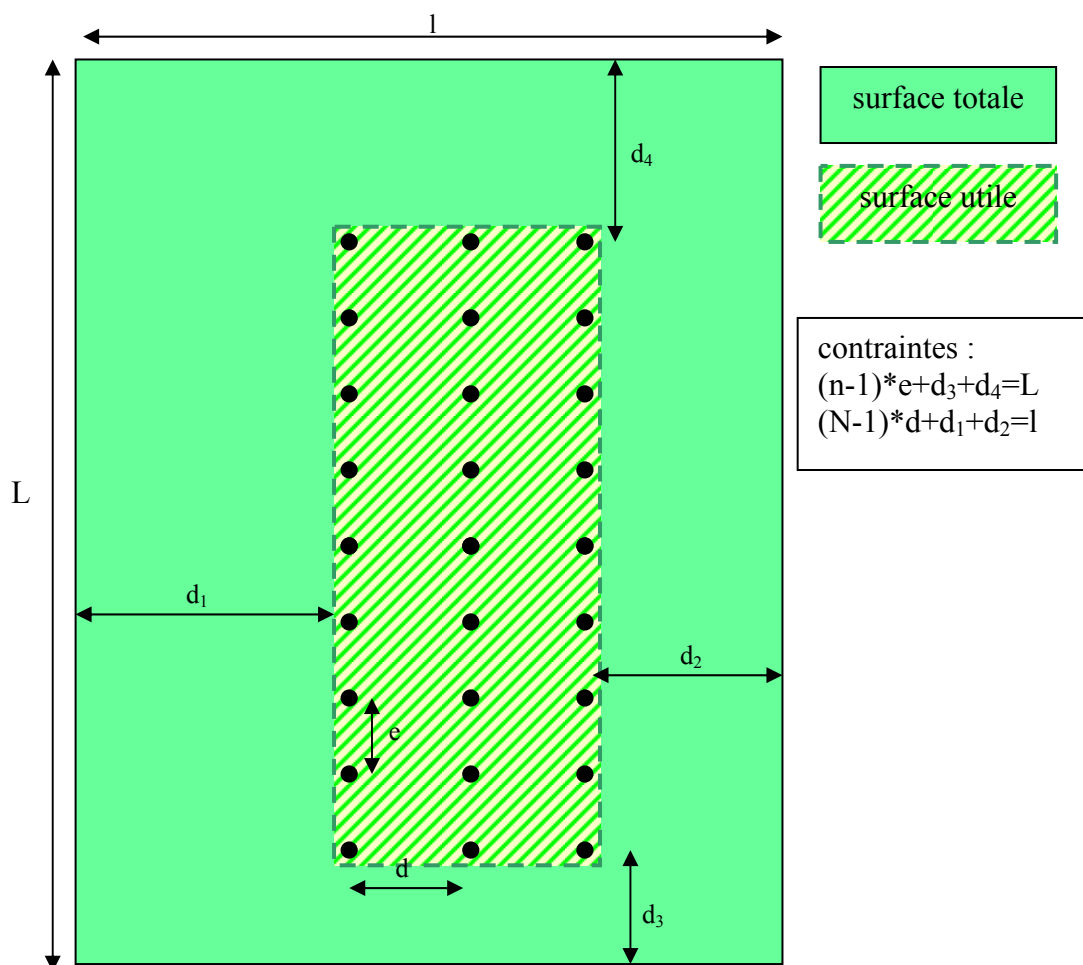 l
surface totale
d₄
surface utile
contraintes :
(n-1)*e+d₃+d₄=L
(N-1)*d+d₁+d₂=l
L
d₁
d₂
e
d
d₃